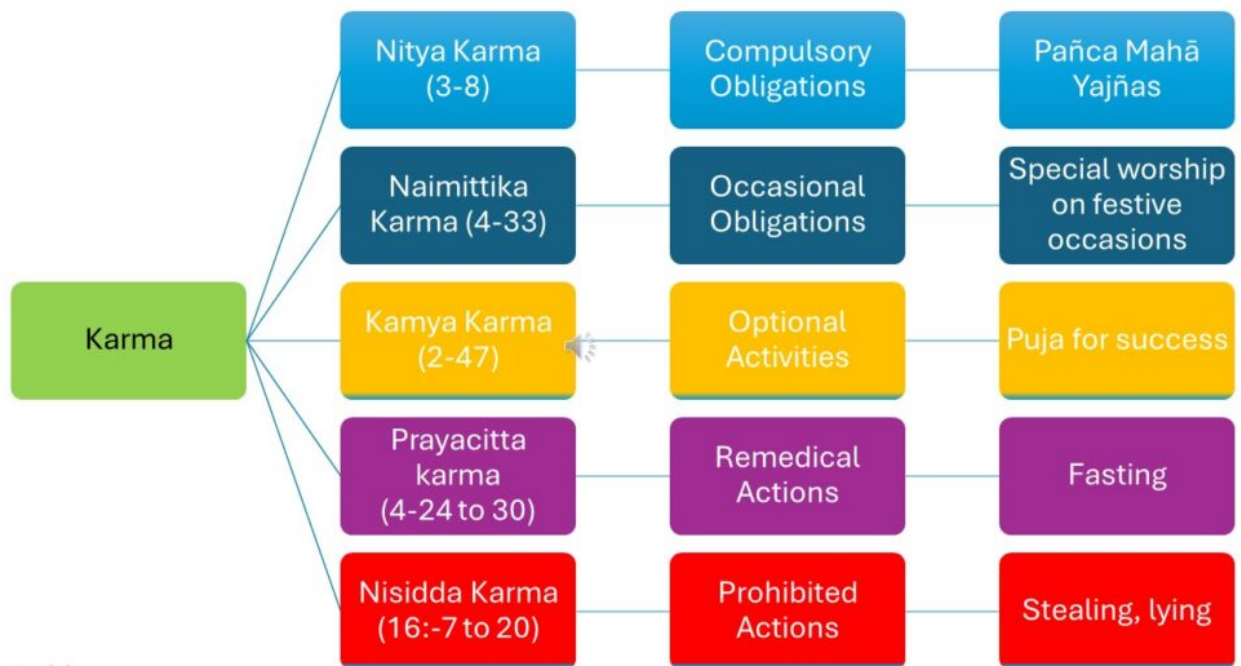 Nitya Karma
(3-8)
Compulsory
Obligations
Pañca Mahā
Yajñas
Naimittika
Karma (4-33)
Occasional
Obligations
Special worship
on festive
occasions
Karma
Kamya Karma
(2-47)
Optional
Activities
Puja for success
Prayacitta
karma
(4-24 to 30)
Remedical
Actions
Fasting
Nisidda Karma
(16:-7 to 20)
Prohibited
Actions
Stealing, lying